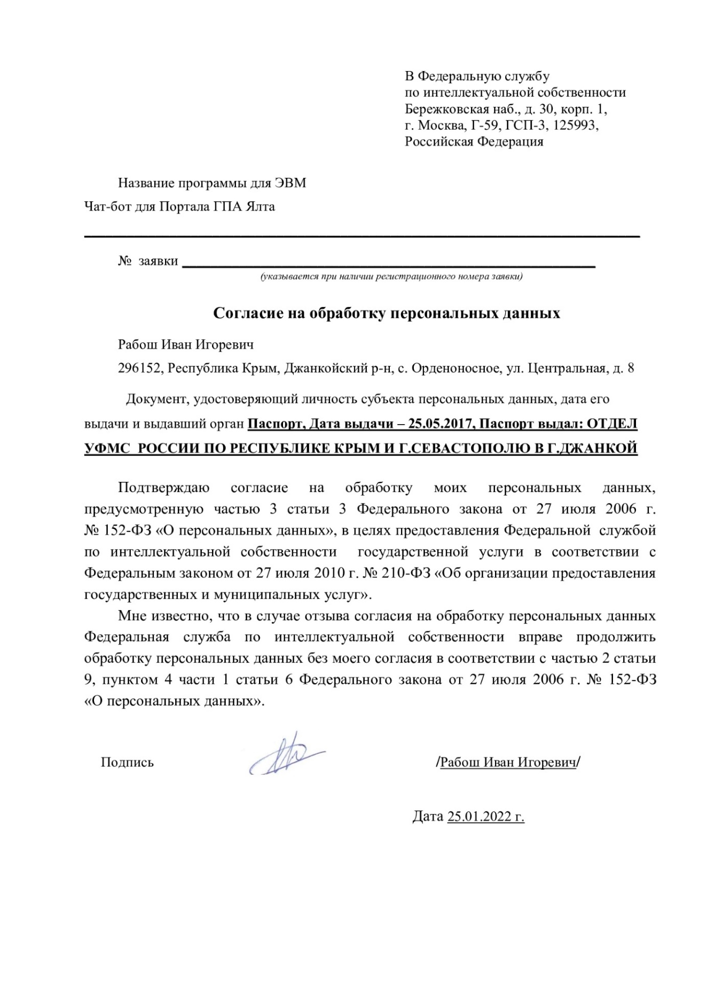 В Федеральную службу
по интеллектуальной собственности
Бережковская наб., д. 30, корп. 1,
г. Москва, Г-59, ГСП-3, 125993,
Российская Федерация
Название программы для ЭВМ
Чат-бот для Портала ГПА Ялта
№ заявки
(указывается при наличии регистрационного номера заявки)
Согласие на обработку персональных данных
Рабош Иван Игоревич
296152, Республика Крым, Джанкойский р-н, с. Орденоносное, ул. Центральная, д. 8
Документ, удостоверяющий личность субъекта персональных данных, дата его
выдачи и выдавший орган Паспорт, Дата выдачи – 25.05.2017, Паспорт выдал: ОТДЕЛ
УФМС РОССИИ ПО РЕСПУБЛИКЕ КРЫМ И Г.СЕВАСТОПОЛЮ В Г.ДЖАНКОЙ
Подтверждаю согласие на обработку моих персональных данных,
предусмотренную частью 3 статьи 3 Федерального закона от 27 июля 2006 г.
№ 152-ФЗ «О персональных данных», в целях предоставления Федеральной службой
по интеллектуальной собственности государственной услуги в соответствии с
Федеральным законом от 27 июля 2010 г. № 210-ФЗ «Об организации предоставления
государственных и муниципальных услуг».
Мне известно, что в случае отзыва согласия на обработку персональных данных
Федеральная служба по интеллектуальной собственности вправе продолжить
обработку персональных данных без моего согласия в соответствии с частью 2 статьи
9, пунктом 4 части 1 статьи 6 Федерального закона от 27 июля 2006 г. № 152-ФЗ
«О персональных данных».
Подпись /Рабош Иван Игоревич/
Дата 25.01.2022 г.